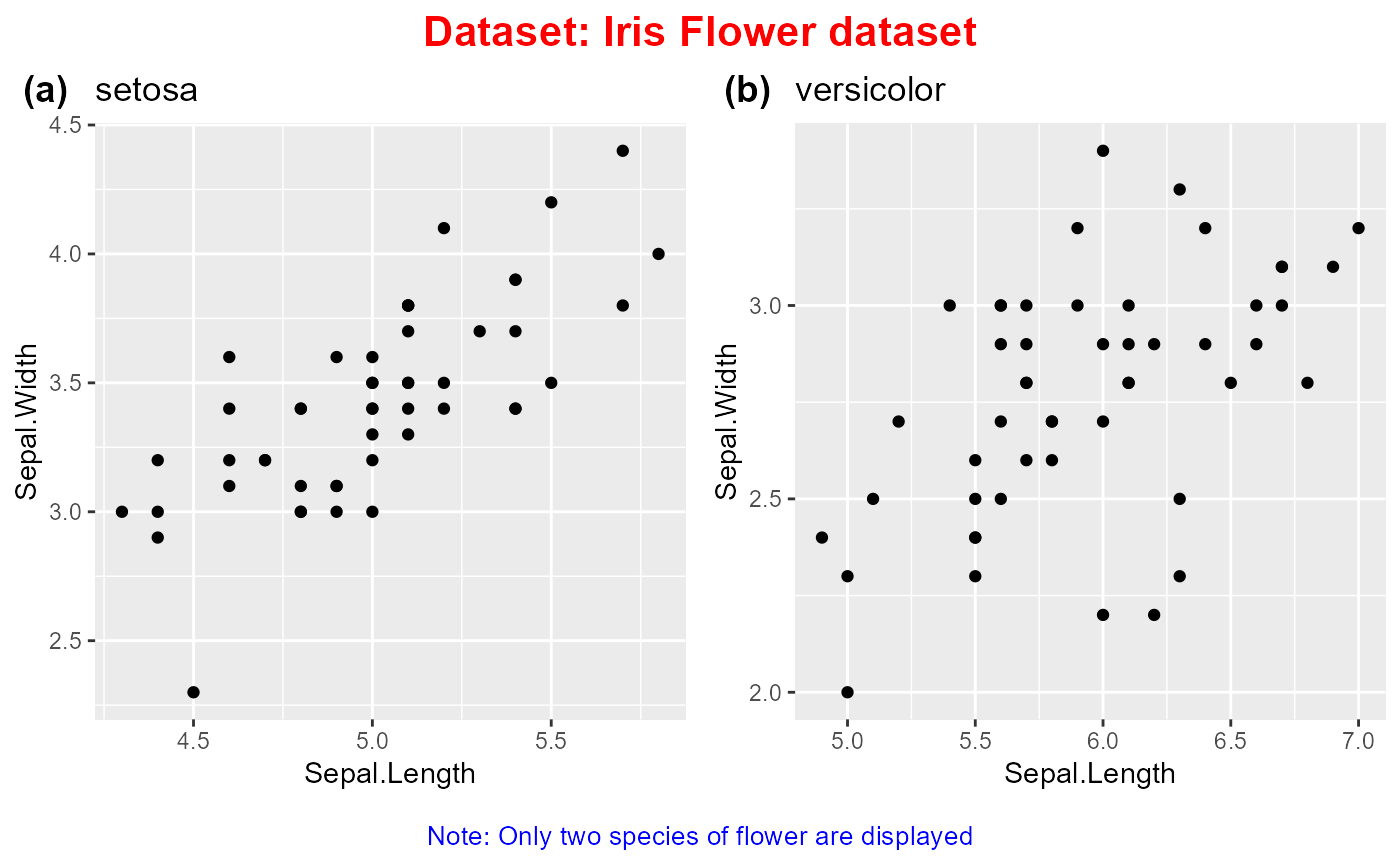 Dataset: Iris Flower dataset
(a) setosa
4.5
4.0
3.5
3.0
2.5
Sepal.Width
4.5 5.0 5.5
Sepal.Length
(b) versicolor
3.0
2.5
2.0
Sepal.Width
5.0 5.5 6.0 6.5 7.0
Sepal.Length
Note: Only two species of flower are displayed